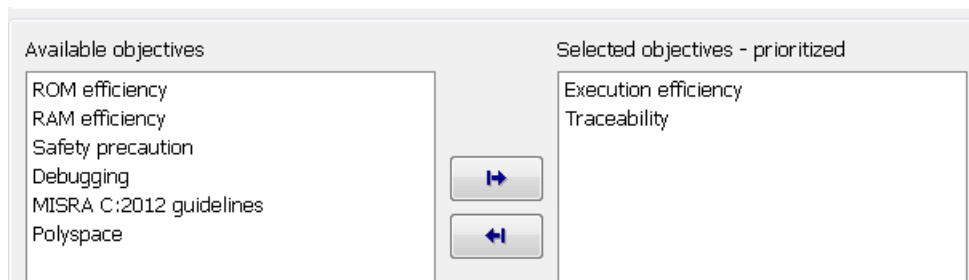 Available objectives
ROM efficiency
RAM efficiency
Safety precaution
Debugging
MISRA C:2012 guidelines
Polyspace
Selected objectives - prioritized
Execution efficiency
Traceability